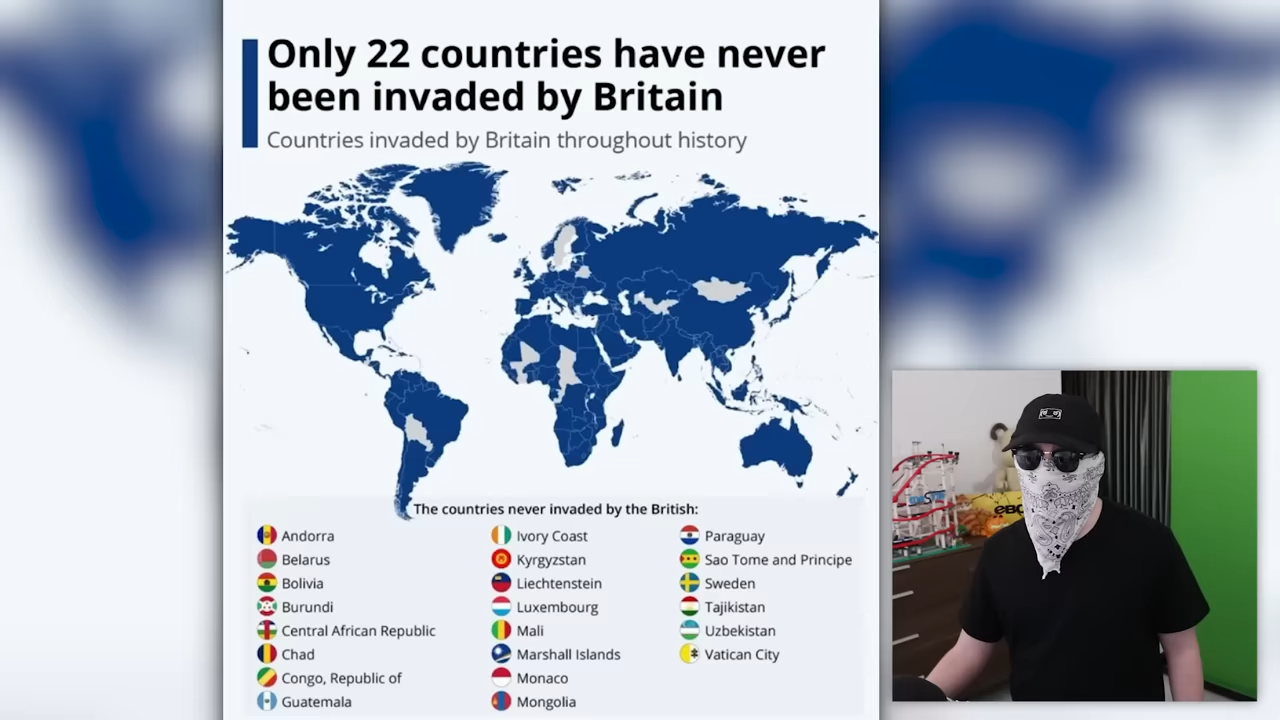 Only 22 countries have never
been invaded by Britain
Countries invaded by Britain throughout history
The countries never invaded by the British:
Andorra
Belarus
Bolivia
Burundi
Central African Republic
Chad
Congo, Republic of
Guatemala
Ivory Coast
Kyrgyzstan
Liechtenstein
Luxembourg
Mali
Marshall Islands
Monaco
Mongolia
Paraguay
Sao Tome and Principe
Sweden
Tajikistan
Uzbekistan
Vatican City